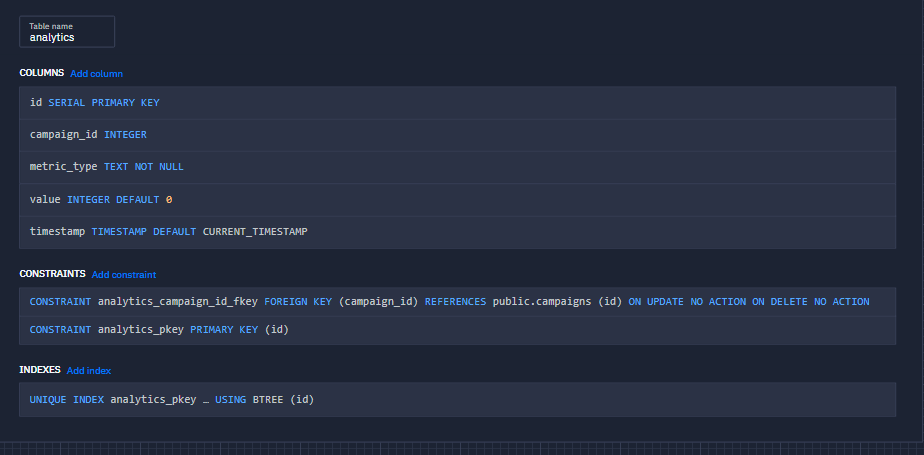 Table name
analytics
COLUMNS Add column
id SERIAL PRIMARY KEY
campaign_id INTEGER
metric_type TEXT NOT NULL
value INTEGER DEFAULT 0
timestamp TIMESTAMP DEFAULT CURRENT_TIMESTAMP
CONSTRAINTS Add constraint
CONSTRAINT analytics_campaign_id_fkey FOREIGN KEY (campaign_id) REFERENCES public.campaigns (id) ON UPDATE NO ACTION ON DELETE NO ACTION
CONSTRAINT analytics_pkey PRIMARY KEY (id)
INDEXES Add index
UNIQUE INDEX analytics_pkey … USING BTREE (id)